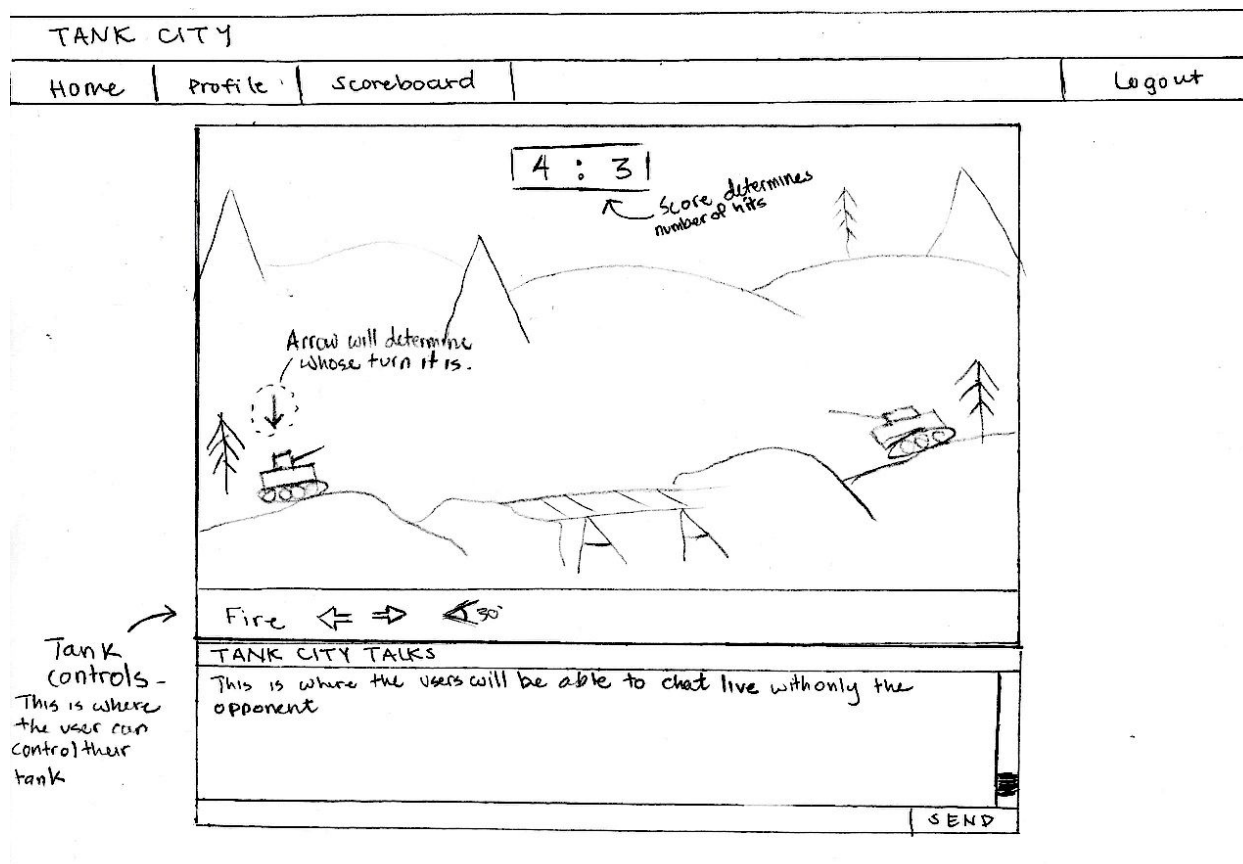 TANK CITY
Home
Profile
Scoreboard
Logout
4 : 3
Score determines
number of hits
Arrow will determine
whose turn it is.
Fire
30°
Tank
controls-
This is where
the user can
control their
tank
TANK CITY TALKS
This is where the users will be able to chat live with only the
opponent
SEND